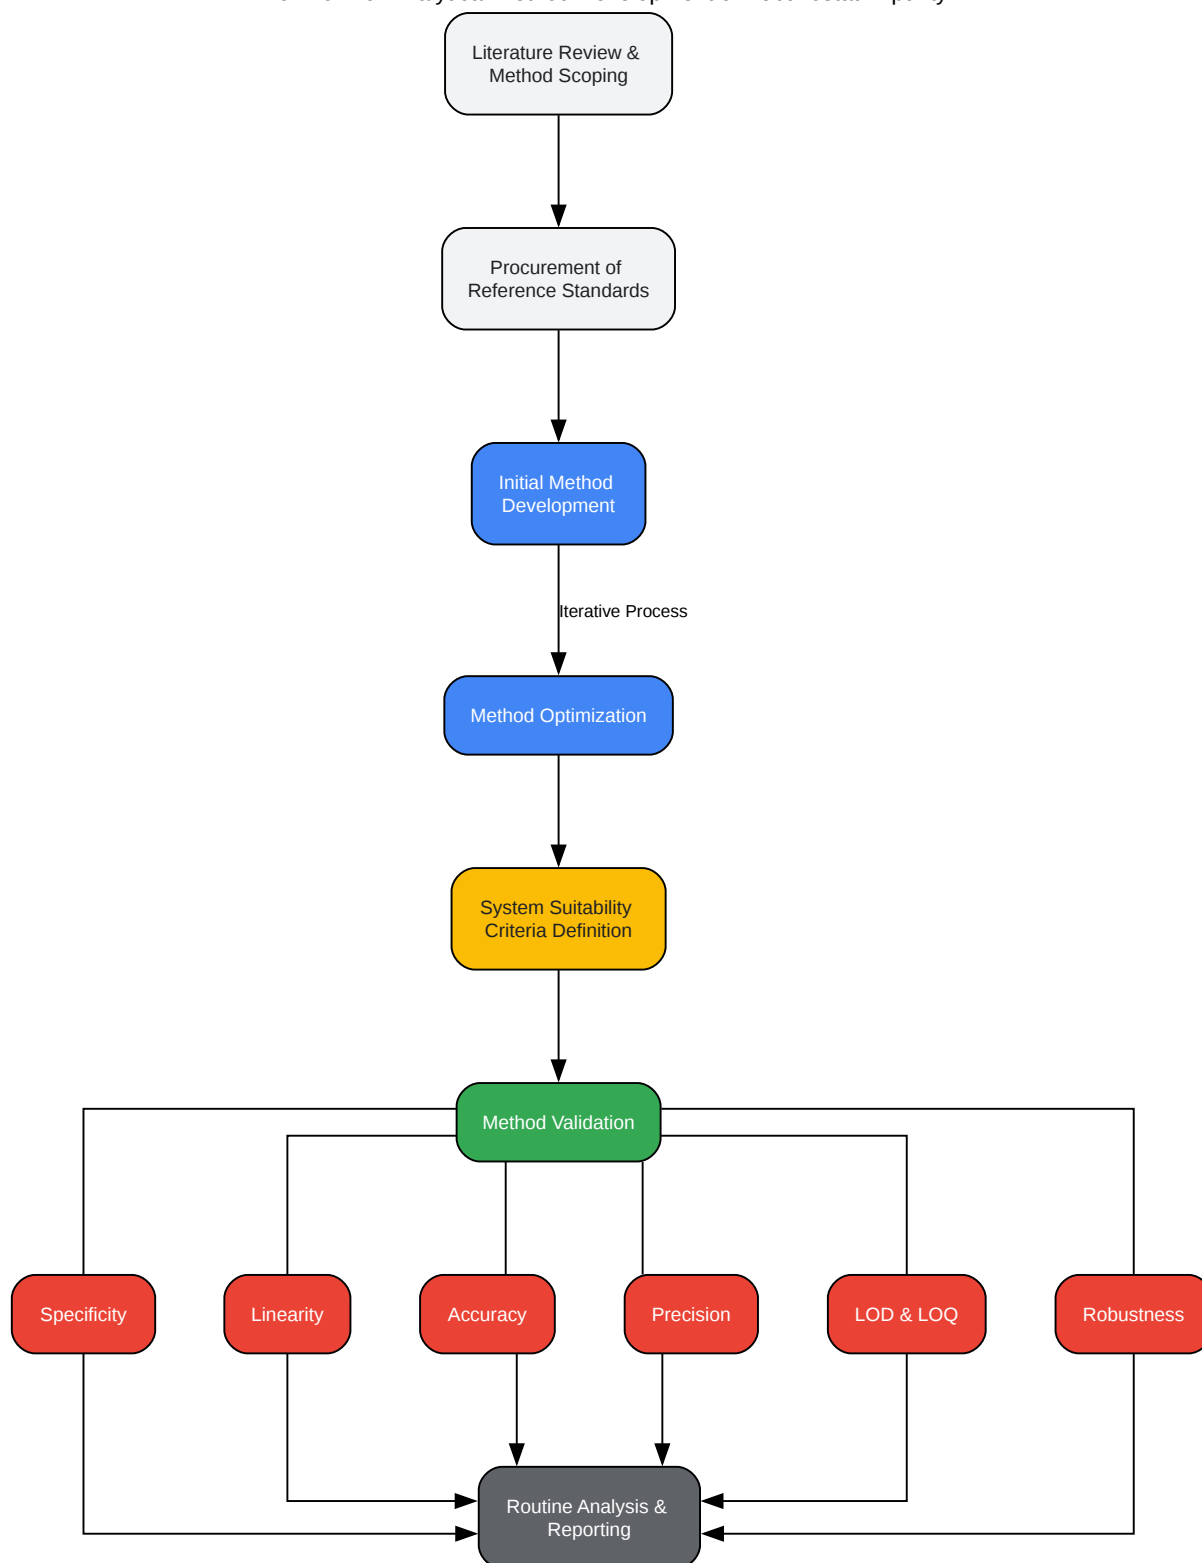 Literature Review &
Method Scoping
Procurement of
Reference Standards
Initial Method
Development
Iterative Process
Method Optimization
System Suitability
Criteria Definition
Method Validation
Specificity
Linearity
Accuracy
Precision
LOD & LOQ
Robustness
Routine Analysis &
Reporting